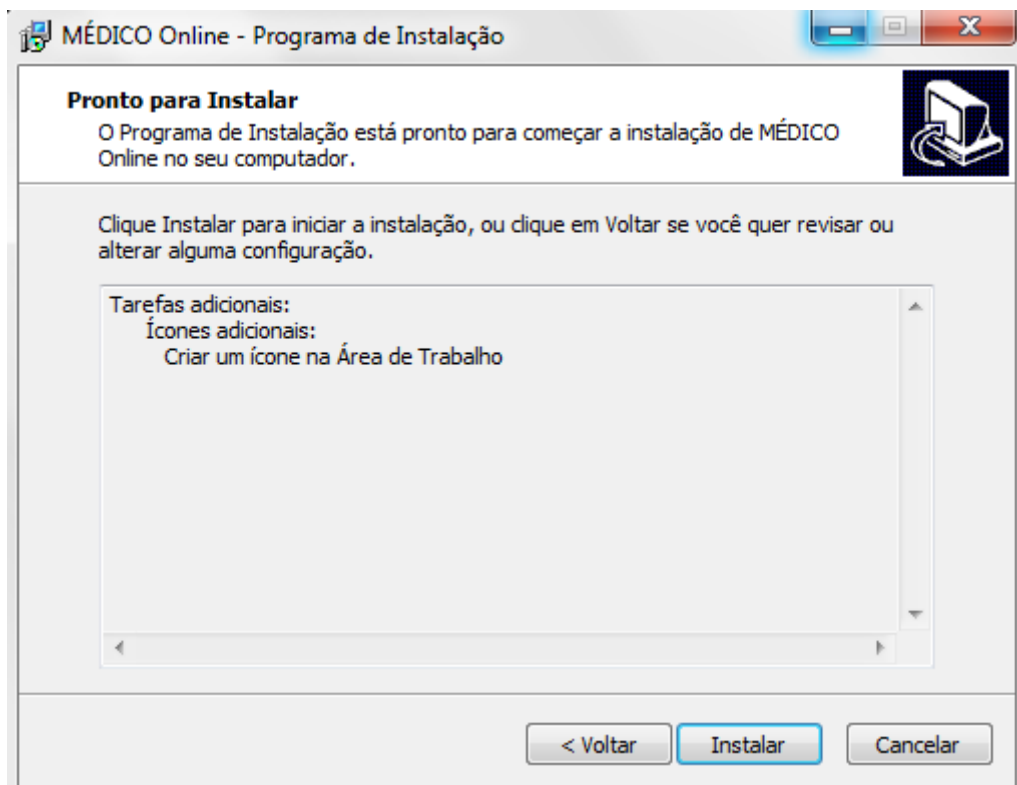 MÉDICO Online - Programa de Instalação
Pronto para Instalar
O Programa de Instalação está pronto para começar a instalação de MÉDICO
Online no seu computador.
Clique Instalar para iniciar a instalação, ou clique em Voltar se você quer revisar ou
alterar alguma configuração.
Tarefas adicionais:
Ícones adicionais:
Criar um ícone na Área de Trabalho
< Voltar
Instalar
Cancelar